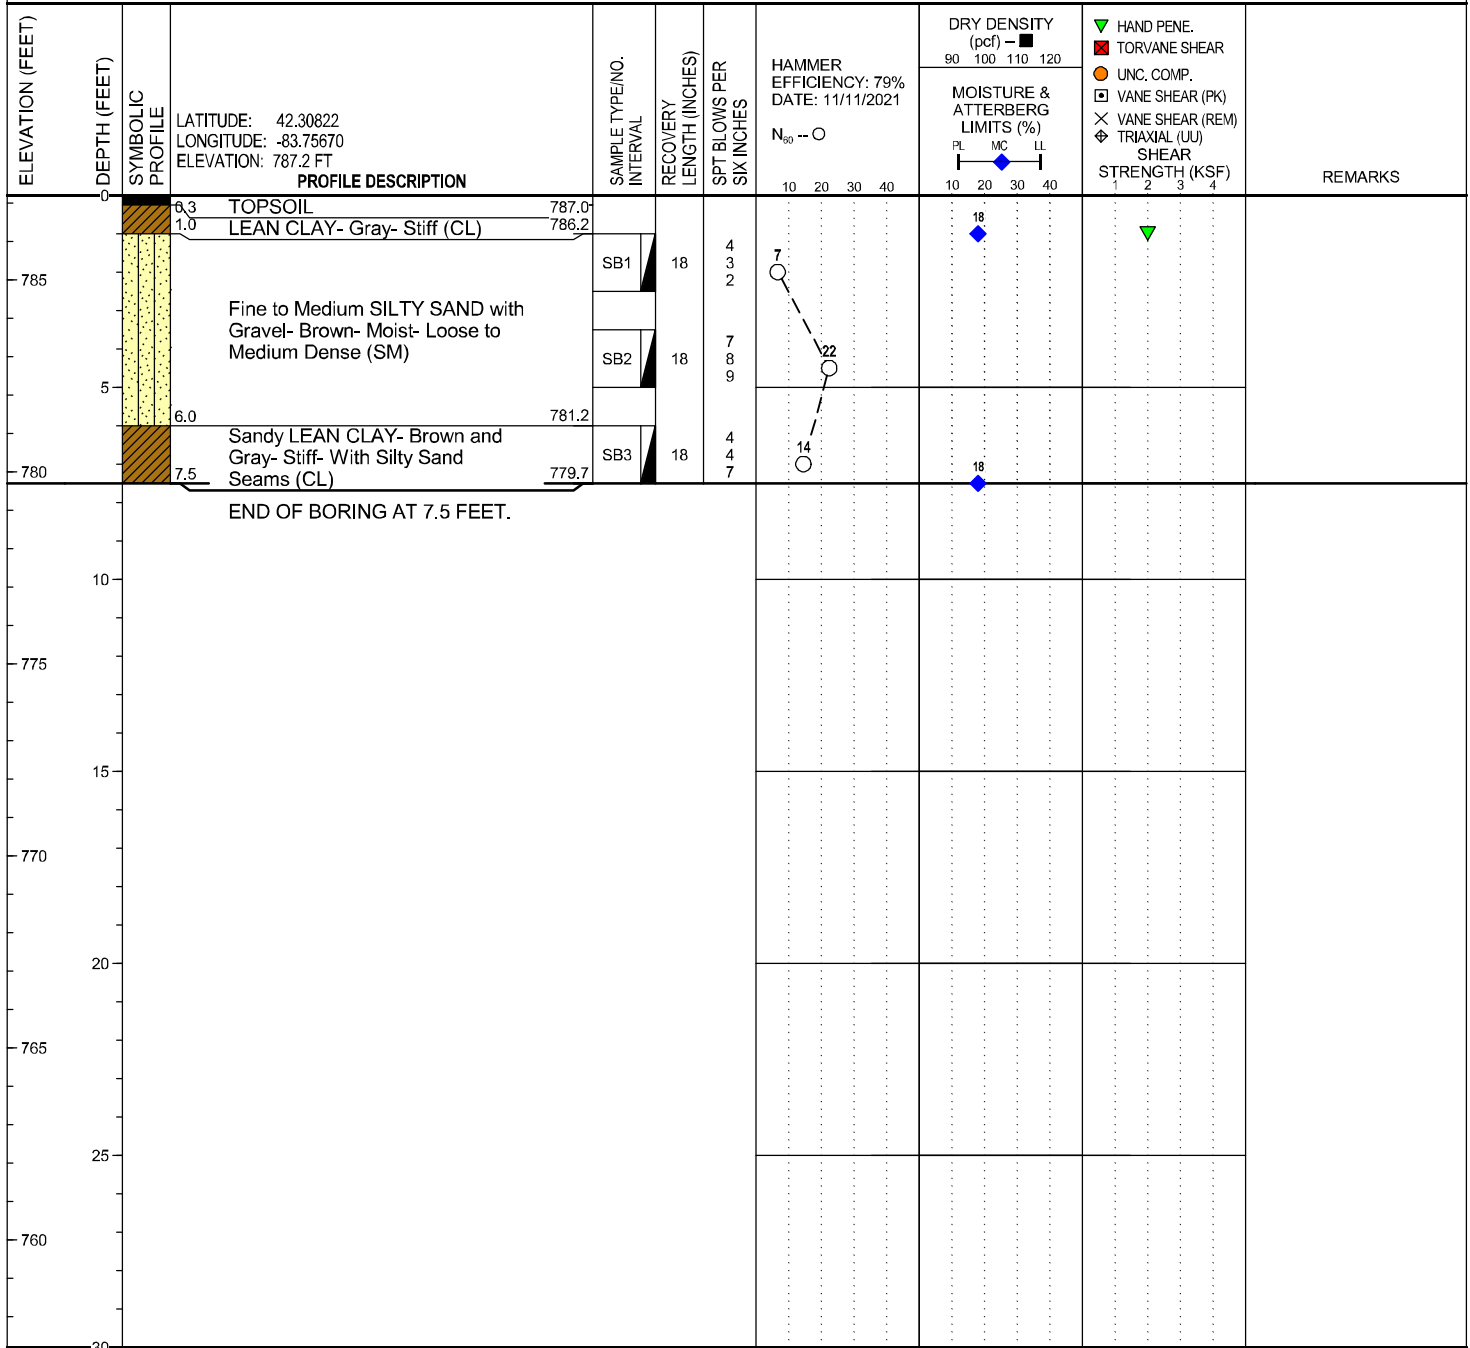 ELEVATION (FEET)
DEPTH (FEET)
SYMBOLIC
PROFILE
LATITUDE: 42.30822
LONGITUDE: -83.75670
ELEVATION: 787.2 FT
PROFILE DESCRIPTION
SAMPLE TYPE/NO.
INTERVAL
RECOVERY
LENGTH (INCHES)
SPT BLOWS PER
SIX INCHES
HAMMER
EFFICIENCY: 79%
DATE: 11/11/2021
N60 --
10 20 30 40
DRY DENSITY
(pcf) –
90 100 110 120
MOISTURE &
ATTERBERG
LIMITS (%)
PL MC LL
10 20 30 40
HAND PENE.
TORVANE SHEAR
UNC. COMP.
VANE SHEAR (PK)
VANE SHEAR (REM)
TRIAXIAL (UU)
SHEAR
STRENGTH (KSF)
1 2 3 4
REMARKS
0
0.3 TOPSOIL 787.0
1.0 LEAN CLAY- Gray- Stiff (CL) 786.2
18
SB1 18
4
3
2
7
785
Fine to Medium SILTY SAND with
Gravel- Brown- Moist- Loose to
Medium Dense (SM)
SB2 18
7
8
9
22
5
6.0 781.2
Sandy LEAN CLAY- Brown and
Gray- Stiff- With Silty Sand
Seams (CL)
SB3 18
4
4
7
14
780
7.5 779.7
18
END OF BORING AT 7.5 FEET.
10
775
15
770
20
765
25
760
30